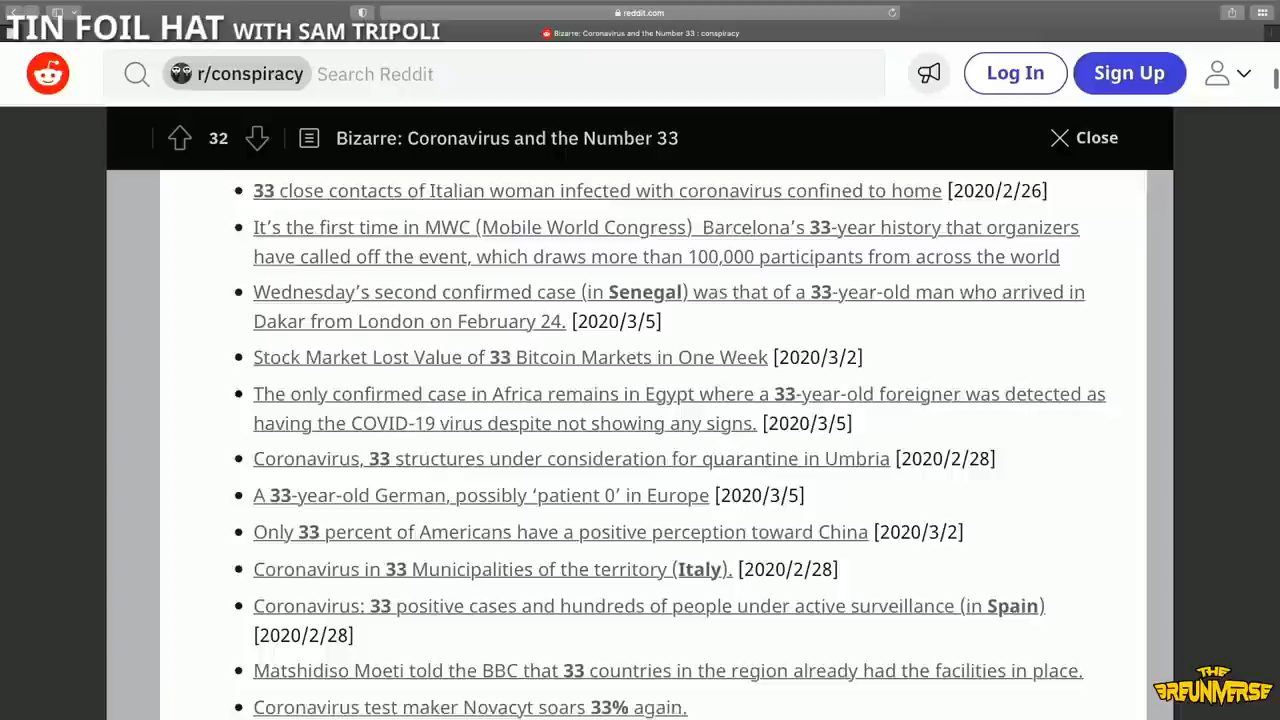 TIN FOIL HAT WITH SAM TRIPOLI
reddit.com
Bizarre: Coronavirus and the Number 33 : conspiracy
r/conspiracy Search Reddit Log In Sign Up
32 Bizarre: Coronavirus and the Number 33 Close
33 close contacts of Italian woman infected with coronavirus confined to home [2020/2/26]
It’s the first time in MWC (Mobile World Congress) Barcelona’s 33-year history that organizers
have called off the event, which draws more than 100,000 participants from across the world
Wednesday’s second confirmed case (in Senegal) was that of a 33-year-old man who arrived in
Dakar from London on February 24. [2020/3/5]
Stock Market Lost Value of 33 Bitcoin Markets in One Week [2020/3/2]
The only confirmed case in Africa remains in Egypt where a 33-year-old foreigner was detected as
having the COVID-19 virus despite not showing any signs. [2020/3/5]
Coronavirus, 33 structures under consideration for quarantine in Umbria [2020/2/28]
A 33-year-old German, possibly ‘patient 0’ in Europe [2020/3/5]
Only 33 percent of Americans have a positive perception toward China [2020/3/2]
Coronavirus in 33 Municipalities of the territory (Italy). [2020/2/28]
Coronavirus: 33 positive cases and hundreds of people under active surveillance (in Spain)
[2020/2/28]
Matshidiso Moeti told the BBC that 33 countries in the region already had the facilities in place.
Coronavirus test maker Novacyt soars 33% again.
THE
BREUNIVERSE